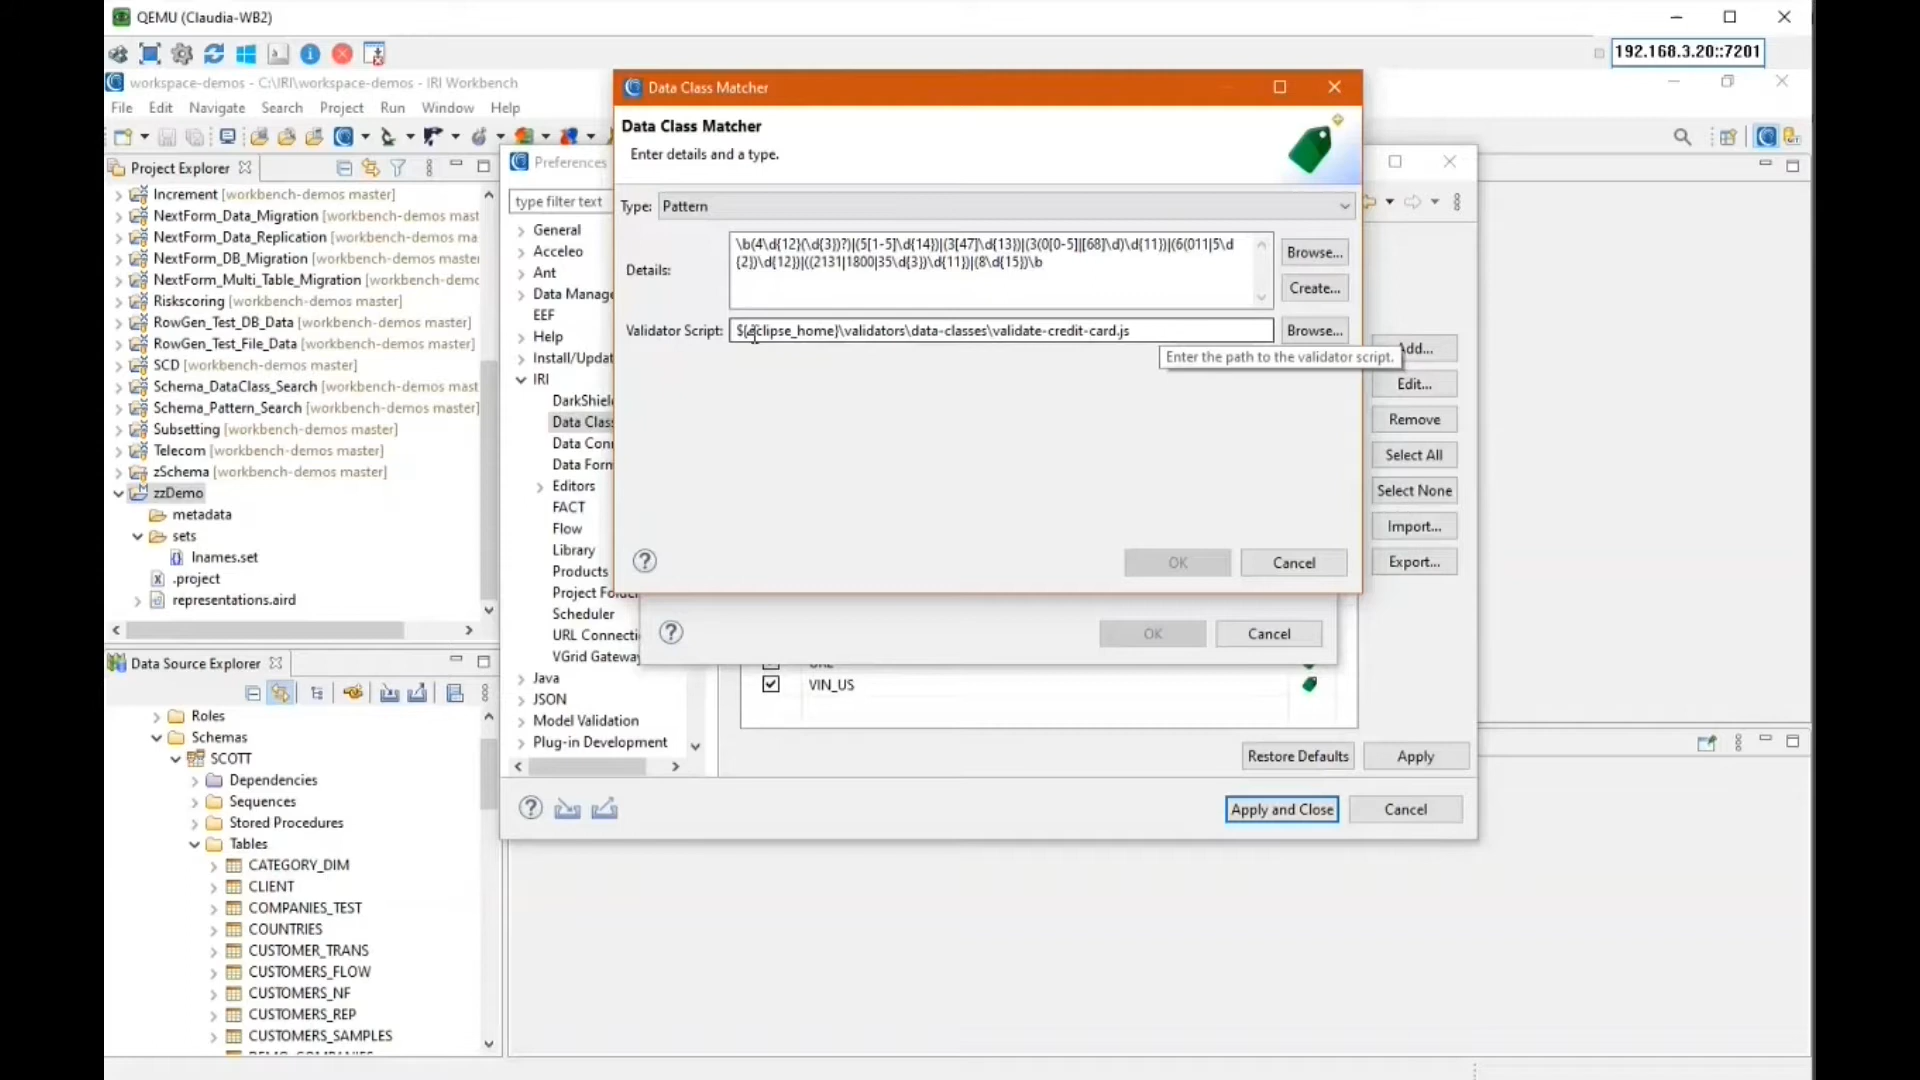 QEMU (Claudia-WB2)
192.168.3.20::7201
workspace-demos - C:\IRI\workspace-demos - IRI Workbench
File Edit Navigate Search Project Run Window Help
Project Explorer
Increment [workbench-demos master]
NextForm_Data_Migration [workbench-demos mast
NextForm_Data_Replication [workbench-demos
NextForm_DB_Migration [workbench-demos maste
NextForm_Multi_Table_Migration [workbench-demc
Riskscoring [workbench-demos master]
RowGen_Test_DB_Data [workbench-demos master]
RowGen_Test_File_Data [workbench-demos master]
SCD [workbench-demos master]
Schema_DataClass_Search [workbench-demos mast
Schema_Pattern_Search [workbench-demos master]
Subsetting [workbench-demos master]
Telecom [workbench-demos master]
zSchema [workbench-demos master]
zzDemo
metadata
sets
lnames.set
.project
representations.aird
Data Source Explorer
Roles
Schemas
SCOTT
Dependencies
Sequences
Stored Procedures
Tables
CATEGORY_DIM
CLIENT
COMPANIES_TEST
COUNTRIES
CUSTOMER_TRANS
CUSTOMERS_FLOW
CUSTOMERS_NF
CUSTOMERS_REP
CUSTOMERS_SAMPLES
Preferences
type filter text
General
Acceleo
Ant
Data Manage
EEF
Help
Install/Updat
IRI
DarkShiel
Data Clas
Data Con
Data Form
Editors
FACT
Flow
Library
Products
Project Folde
Scheduler
URL Connecti
VGrid Gateway
Java
JSON
Model Validation
Plug-in Development
Data Class Matcher
Data Class Matcher
Enter details and a type.
Type: Pattern
Details:
\b(4\d{12}(\d{3})?)|(5[1-5]\d{14})|(3[47]\d{13})|(3(0[0-5]|[68]\d)\d{11})|(6(011|5\d
{2})\d{12})|((2131|1800|35\d{3})\d{11})|(8\d{15})\b
Browse...
Create...
Validator Script: ${eclipse_home}\validators\data-classes\validate-credit-card.js Browse...
Enter the path to the validator script.
OK Cancel
OK Cancel
Add...
Edit...
Remove
Select All
Select None
Import...
Export...
VIN_US
Restore Defaults Apply
Apply and Close Cancel